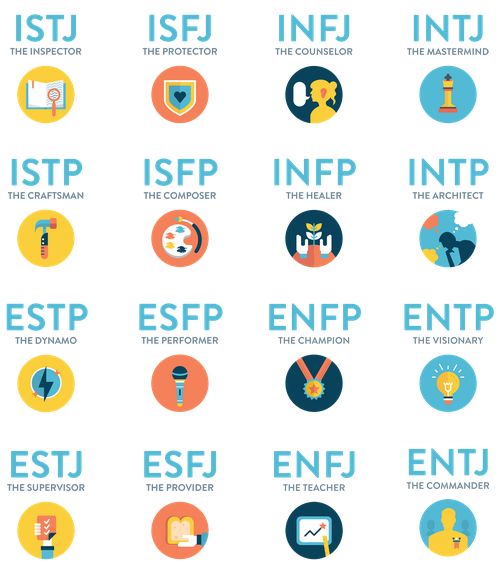 ISTJ ISFJ INFJ INTJ
THE INSPECTOR THE PROTECTOR THE COUNSELOR THE MASTERMIND
ISTP ISFP INFP INTP
THE CRAFTSMAN THE COMPOSER THE HEALER THE ARCHITECT
ESTP ESFP ENFP ENTP
THE DYNAMO THE PERFORMER THE CHAMPION THE VISIONARY
ESTJ ESFJ ENFJ ENTJ
THE SUPERVISOR THE PROVIDER THE TEACHER THE COMMANDER